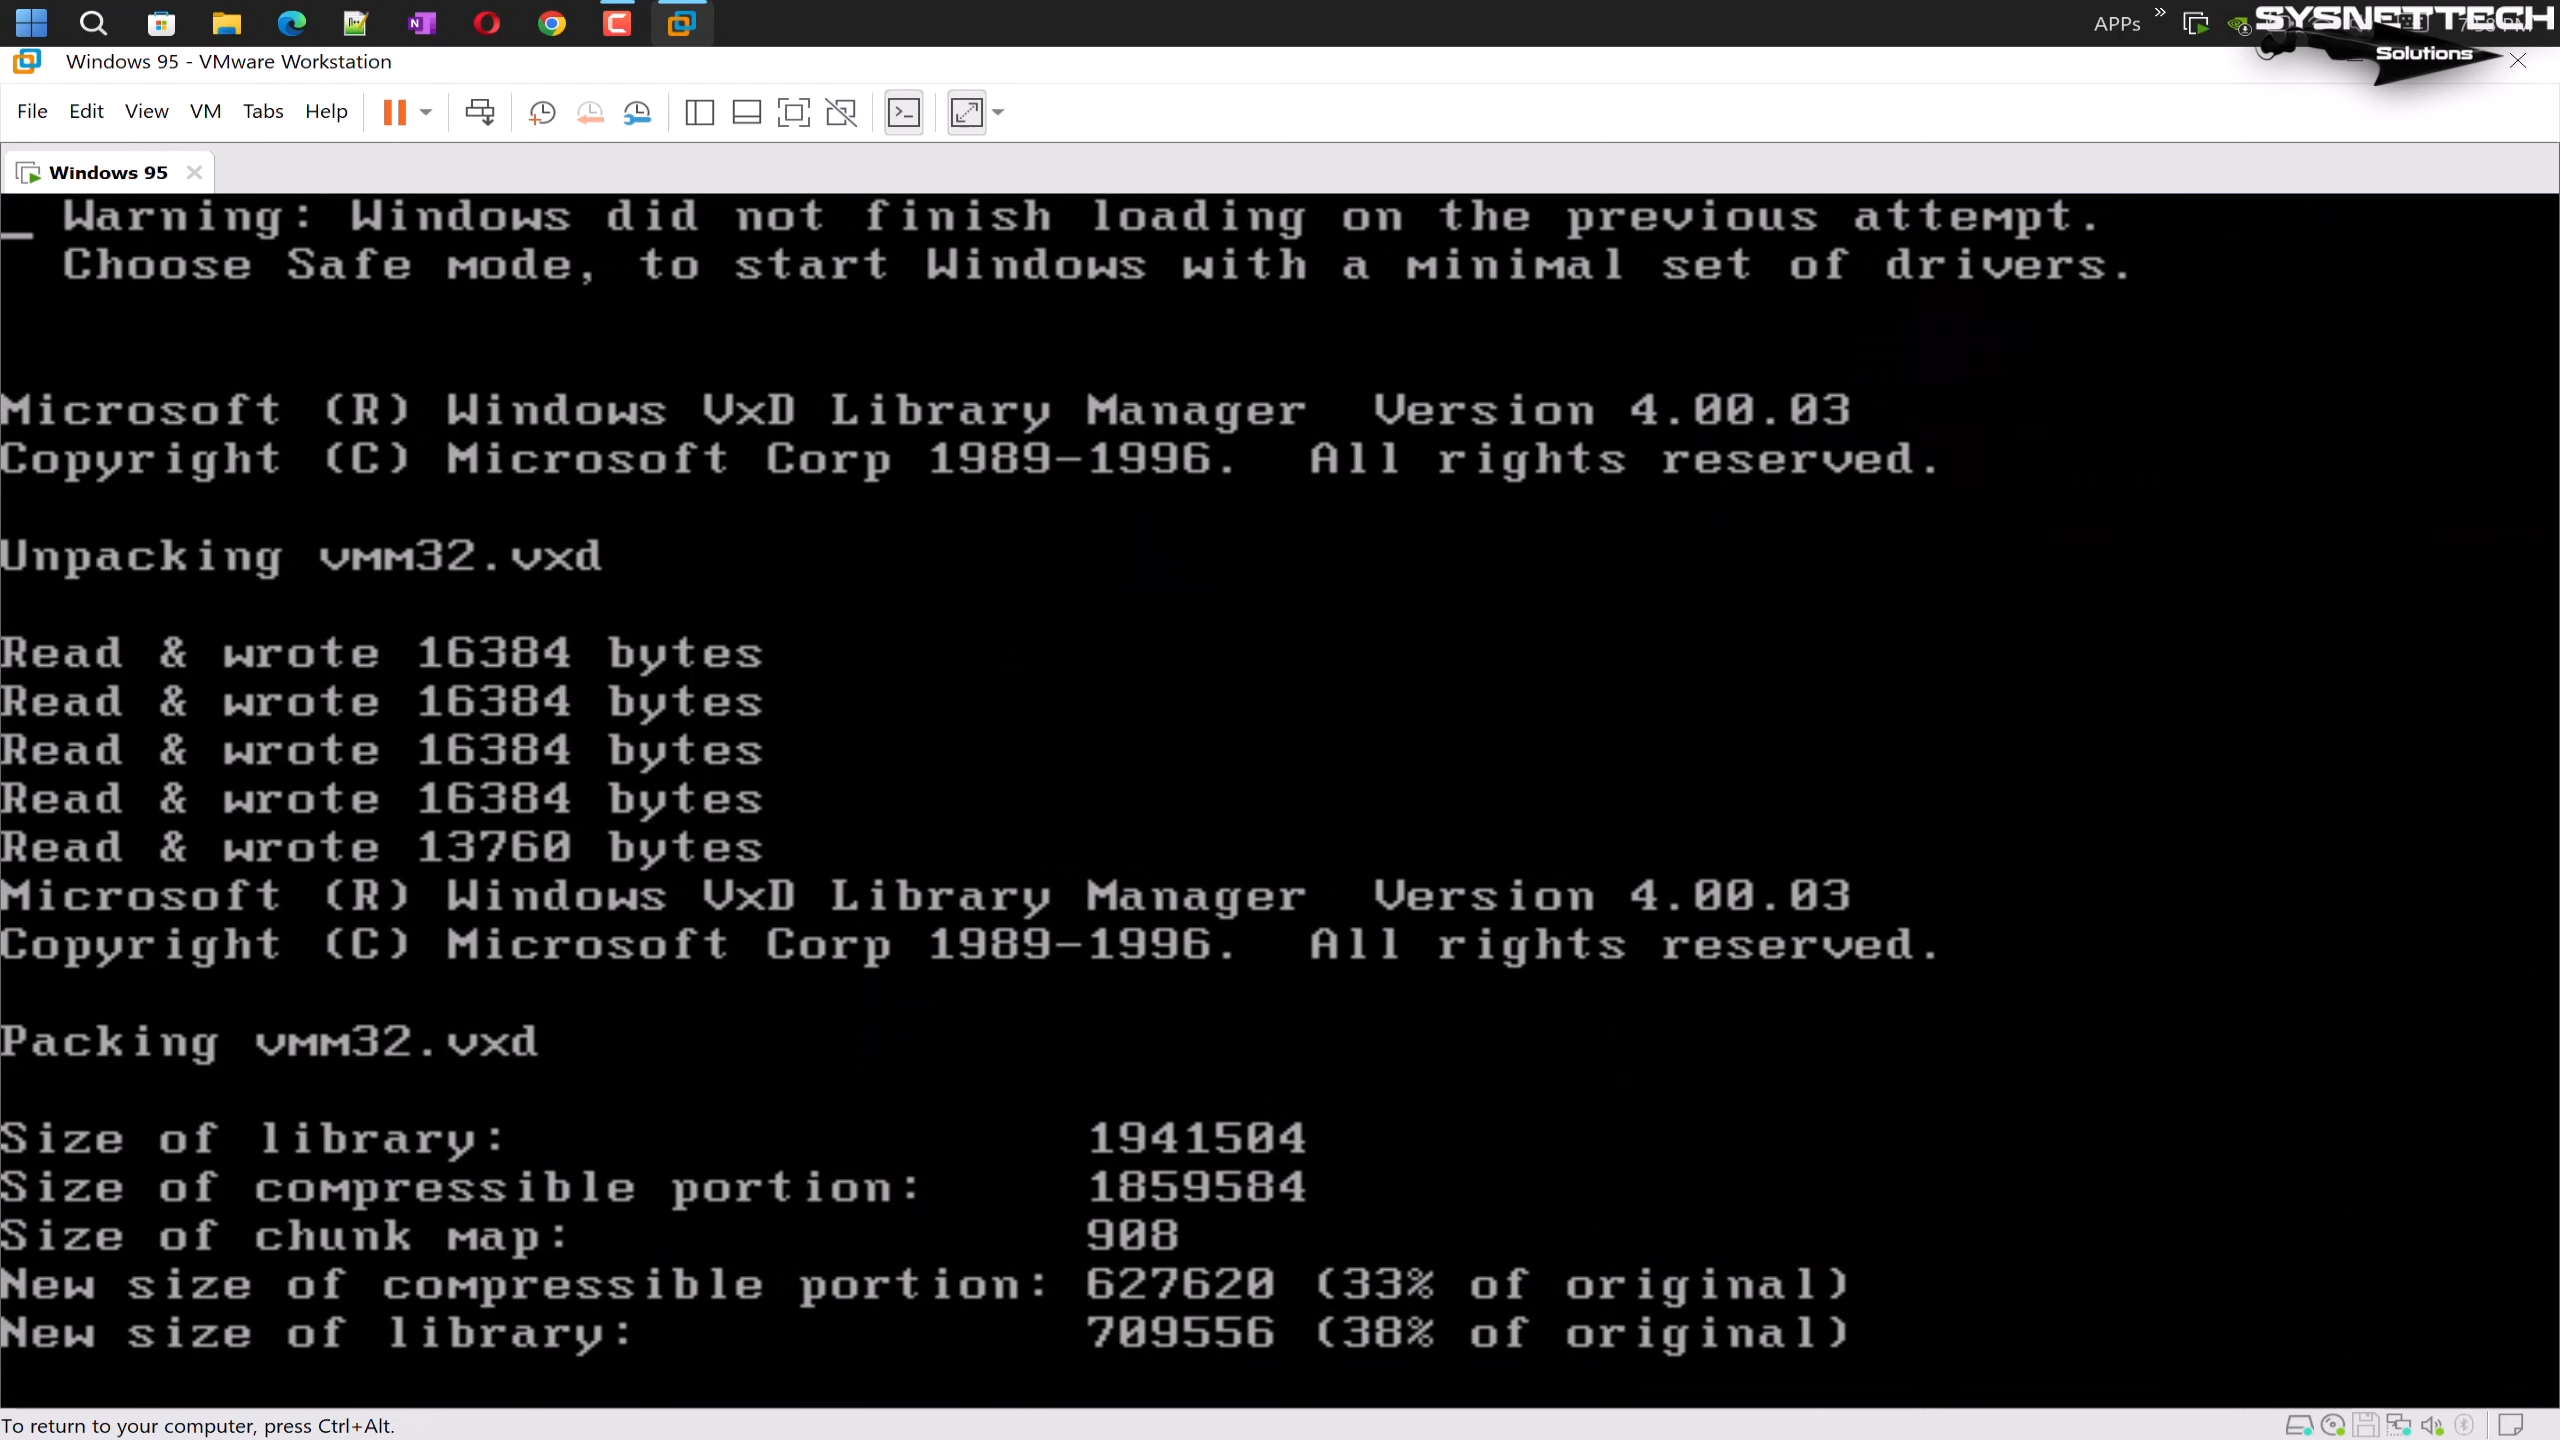 APPs
SYSNETTECH
Solutions
Windows 95 - VMware Workstation
File Edit View VM Tabs Help
Windows 95
Warning: Windows did not finish loading on the previous attempt.
Choose Safe mode, to start Windows with a minimal set of drivers.
Microsoft (R) Windows VxD Library Manager  Version 4.00.03
Copyright (C) Microsoft Corp 1989-1996.  All rights reserved.
Unpacking vmm32.vxd
Read & wrote 16384 bytes
Read & wrote 16384 bytes
Read & wrote 16384 bytes
Read & wrote 16384 bytes
Read & wrote 13760 bytes
Microsoft (R) Windows VxD Library Manager  Version 4.00.03
Copyright (C) Microsoft Corp 1989-1996.  All rights reserved.
Packing vmm32.vxd
Size of library: 1941504
Size of compressible portion: 1859584
Size of chunk map: 908
New size of compressible portion: 627620 (33% of original)
New size of library: 709556 (38% of original)
To return to your computer, press Ctrl+Alt.